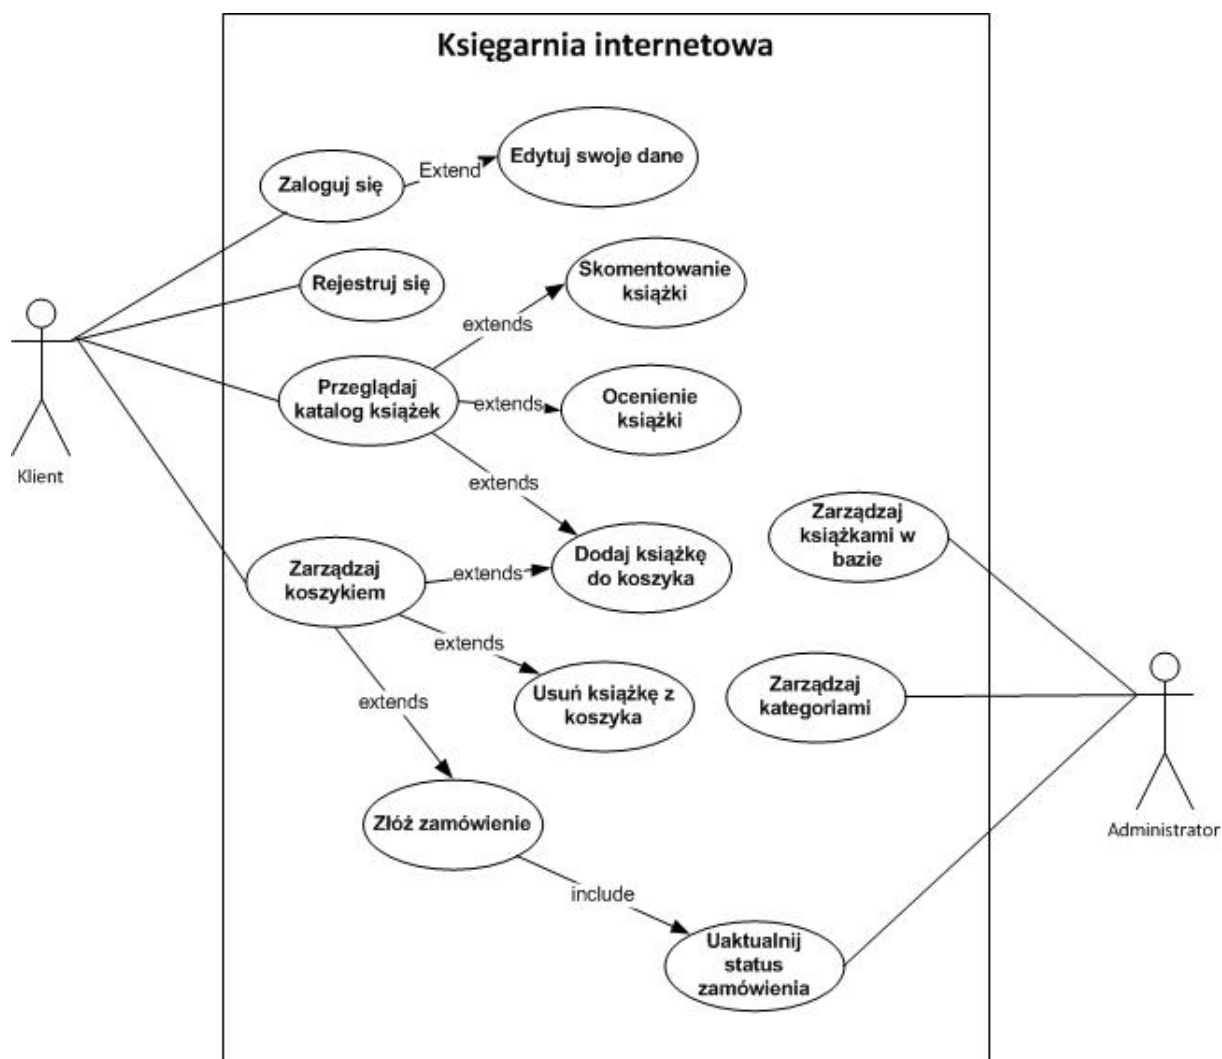 Księgarnia internetowa
Edytuj swoje dane
Extend
Zaloguj się
Skomentowanie
książki
Rejestruj się
extends
Przeglądaj
katalog książek
extends
Ocenienie
książki
Klient
extends
Zarządzaj
książkami w
bazie
Dodaj książkę
do koszyka
Zarządzaj
koszykiem
extends
extends
Usuń książkę z
koszyka
Zarządzaj
kategoriami
extends
Złóż zamówienie
Administrator
include
Uaktualnij
status
zamówienia